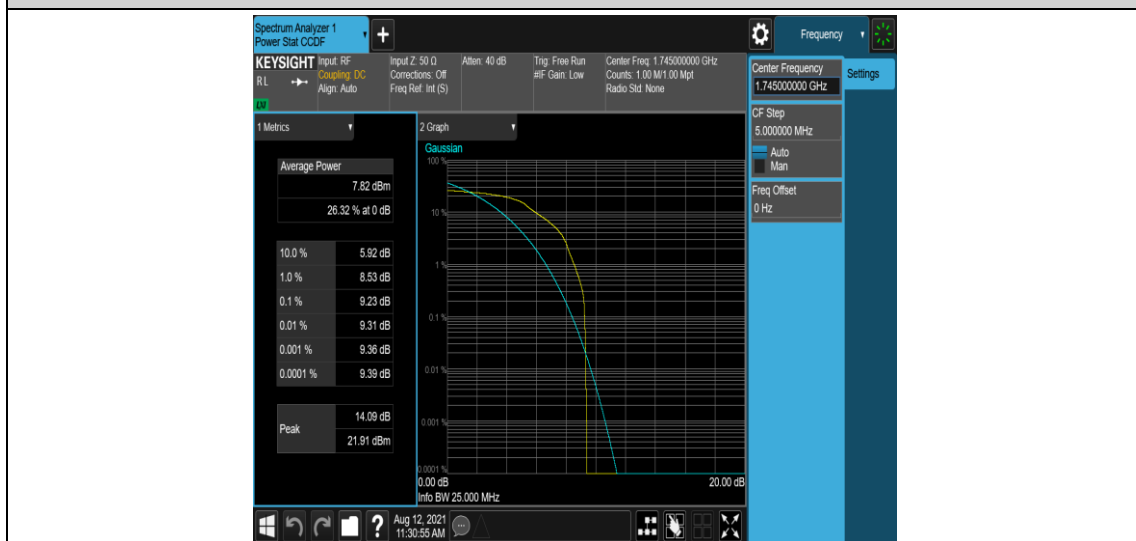 Spectrum Analyzer 1
Power Stat CCDF
+
Frequency
KEYSIGHT
RL
Input: RF
Coupling: DC
Align: Auto
Input Z: 50 Ω
Corrections: Off
Freq Ref: Int (S)
Atten: 40 dB
Trig: Free Run
#IF Gain: Low
Center Freq: 1.745000000 GHz
Counts: 1.00 M/1.00 Mpt
Radio Std: None
1 Metrics
Average Power
7.82 dBm
26.32 % at 0 dB
10.0 % 5.92 dB
1.0 % 8.53 dB
0.1 % 9.23 dB
0.01 % 9.31 dB
0.001 % 9.36 dB
0.0001 % 9.39 dB
Peak
14.09 dB
21.91 dBm
2 Graph
Gaussian
100 %
10 %
1 %
0.1 %
0.01 %
0.001 %
0.0001 %
0.00 dB 20.00 dB
Info BW 25.000 MHz
Center Frequency
1.745000000 GHz
Settings
CF Step
5.000000 MHz
Auto
Man
Freq Offset
0 Hz
?
Aug 12, 2021
11:30:55 AM